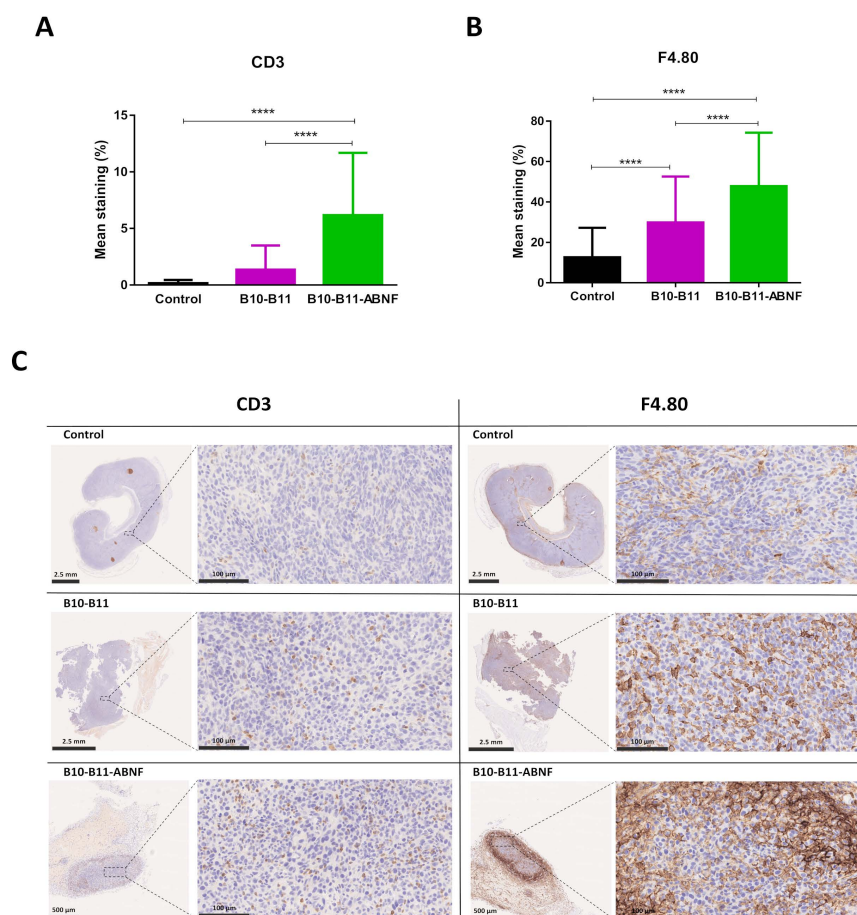 A
CD3
Mean staining (%)
15
10
5
0
****
****
Control
B10-B11
B10-B11-ABNF
B
F4.80
Mean staining (%)
80
60
40
20
0
****
****
****
Control
B10-B11
B10-B11-ABNF
C
CD3
F4.80
Control
2.5 mm
100 µm
Control
2.5 mm
100 µm
B10-B11
2.5 mm
100 µm
B10-B11
2.5 mm
100 µm
B10-B11-ABNF
500 µm
100 µm
B10-B11-ABNF
500 µm
100 µm